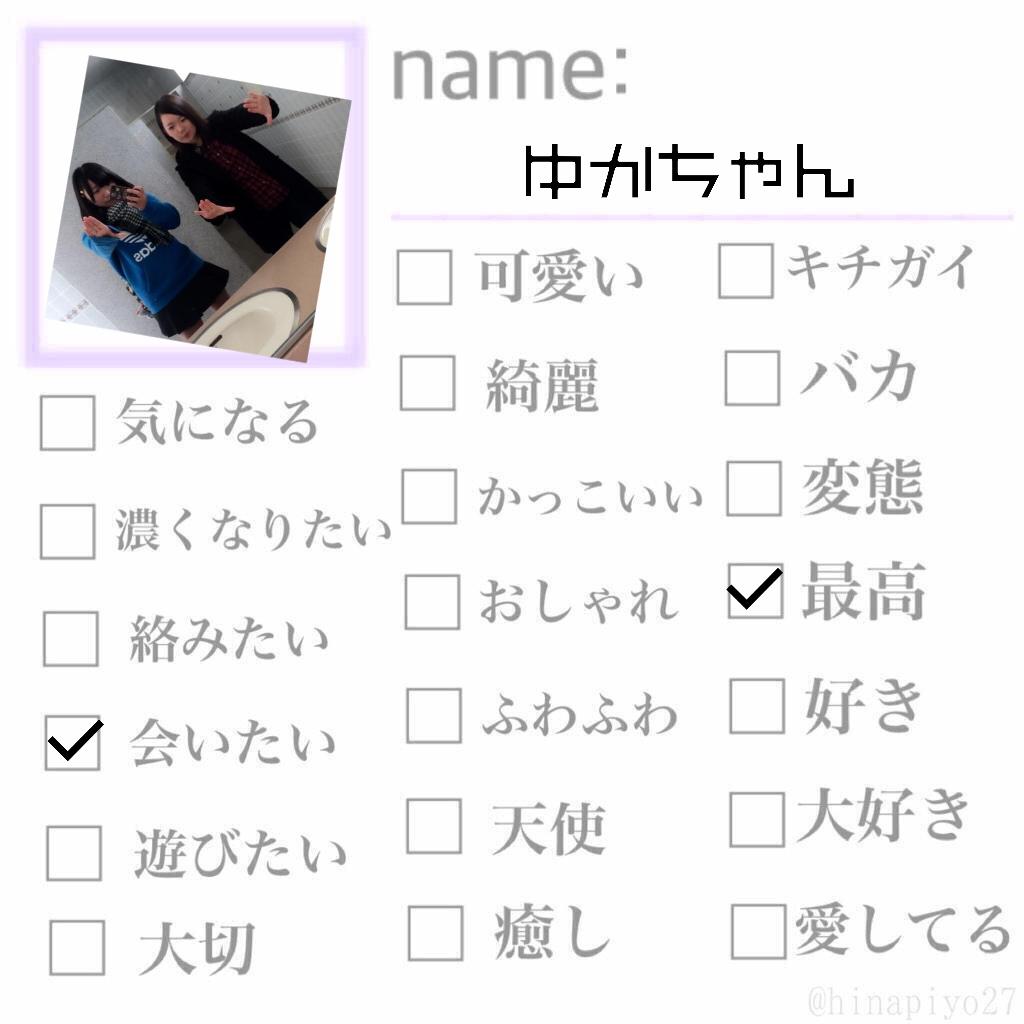 name:
ゆかちゃん
可愛い
綺麗
かっこいい
おしゃれ
ふわふわ
天使
癒し
キチガイ
バカ
変態
最高
好き
大好き
愛してる
気になる
濃くなりたい
絡みたい
会いたい
遊びたい
大切
adidas
@hinapiyo27